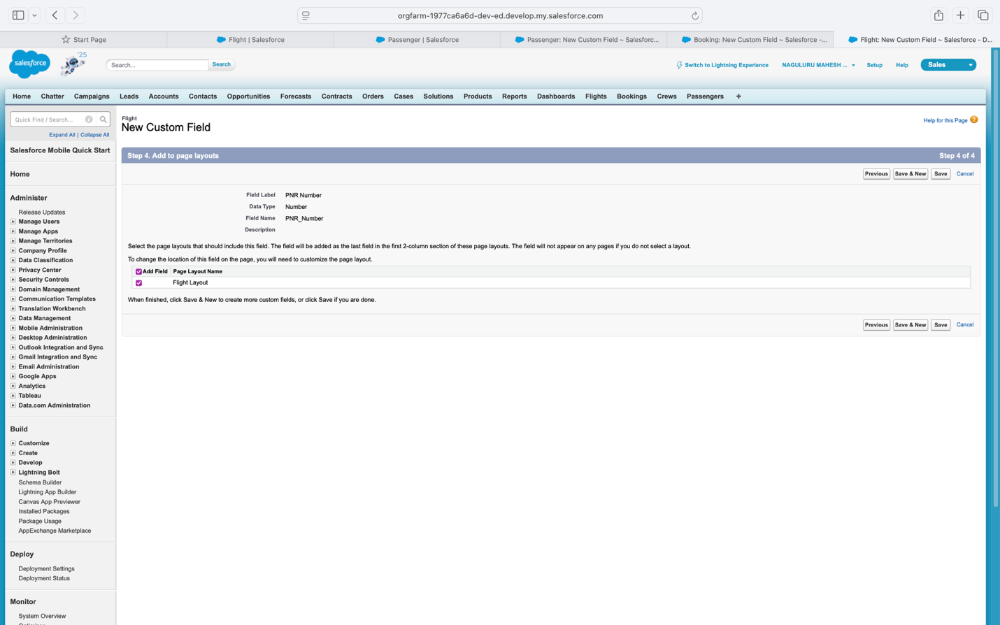 orgfarm-1977ca6a6d-dev-ed.develop.my.salesforce.com
Start Page
Flight | Salesforce
Passenger | Salesforce
Passenger: New Custom Field ~ Salesforc...
Booking: New Custom Field ~ Salesforce -...
Flight: New Custom Field ~ Salesforce - D...
salesforce
'25
Search...
Search
Switch to Lightning Experience
NAGULURU MAHESH ...
Setup
Help
Sales
Home
Chatter
Campaigns
Leads
Accounts
Contacts
Opportunities
Forecasts
Contracts
Orders
Cases
Solutions
Products
Reports
Dashboards
Flights
Bookings
Crews
Passengers
+
Quick Find / Search...
Expand All | Collapse All
Salesforce Mobile Quick Start
Home
Administer
Release Updates
Manage Users
Manage Apps
Manage Territories
Company Profile
Data Classification
Privacy Center
Security Controls
Domain Management
Communication Templates
Translation Workbench
Data Management
Mobile Administration
Desktop Administration
Outlook Integration and Sync
Gmail Integration and Sync
Email Administration
Google Apps
Analytics
Tableau
Data.com Administration
Build
Customize
Create
Develop
Lightning Bolt
Schema Builder
Lightning App Builder
Canvas App Previewer
Installed Packages
Package Usage
AppExchange Marketplace
Deploy
Deployment Settings
Deployment Status
Monitor
System Overview
Flight
New Custom Field
Help for this Page ?
Step 4. Add to page layouts
Step 4 of 4
Previous
Save & New
Save
Cancel
Field Label PNR Number
Data Type Number
Field Name PNR_Number
Description
Select the page layouts that should include this field. The field will be added as the last field in the first 2-column section of these page layouts. The field will not appear on any pages if you do not select a layout.
To change the location of this field on the page, you will need to customize the page layout.
Add Field Page Layout Name
Flight Layout
When finished, click Save & New to create more custom fields, or click Save if you are done.
Previous
Save & New
Save
Cancel